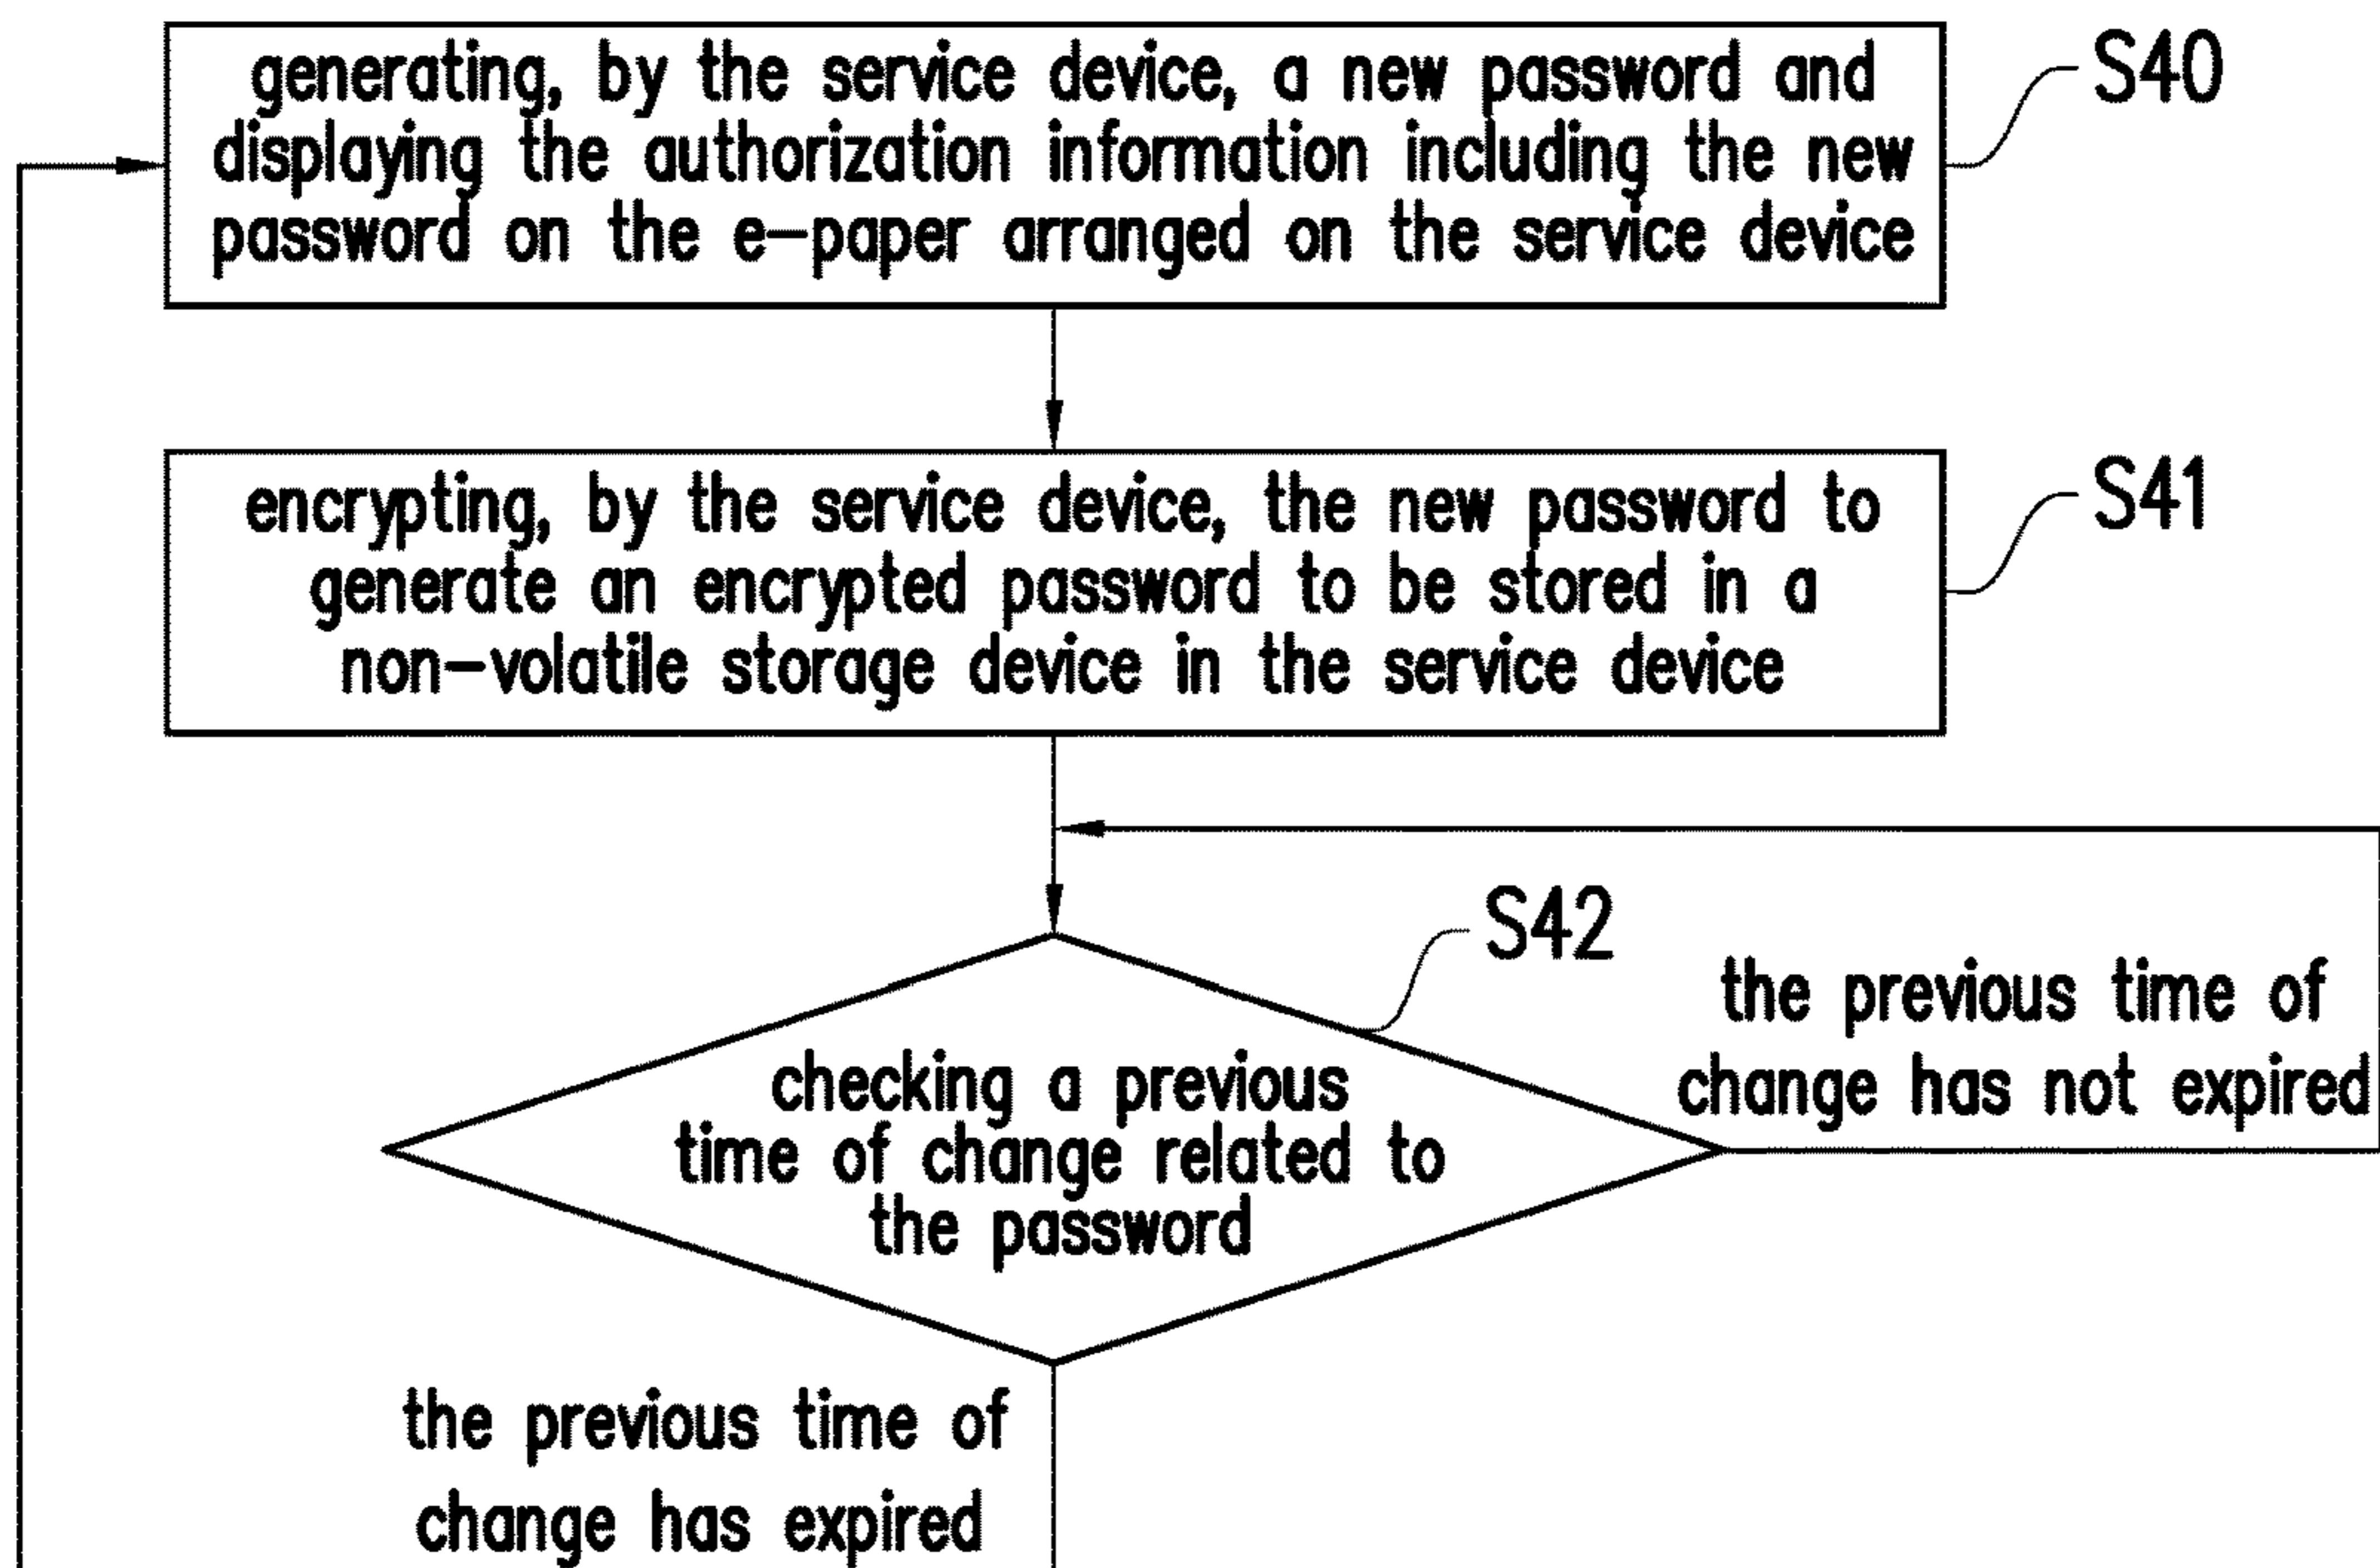 generating, by the service device, a new password and
displaying the authorization information including the new
password on the e-paper arranged on the service device
S40
encrypting, by the service device, the new password to
generate an encrypted password to be stored in a
non-volatile storage device in the service device
S41
S42
the previous time of
change has not expired
checking a previous
time of change related to
the password
the previous time of
change has expired